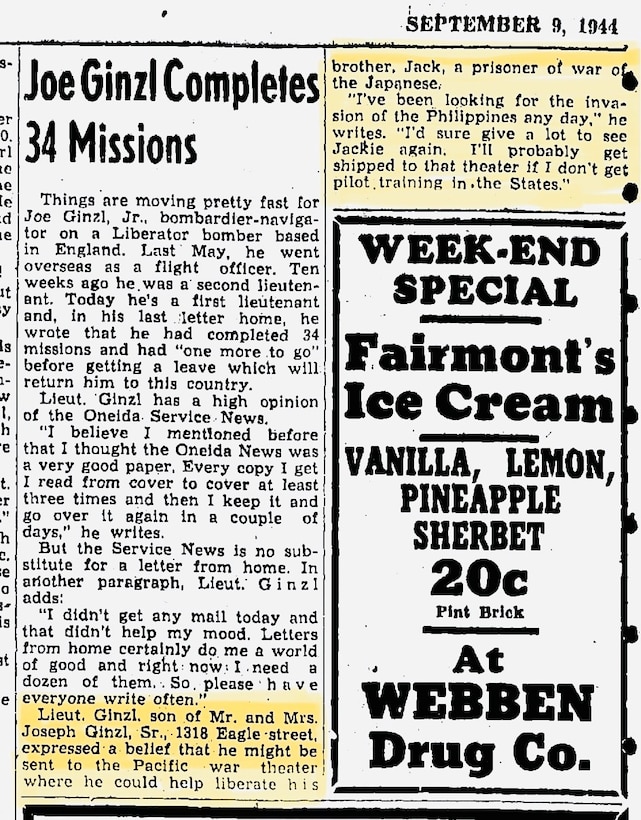 SEPTEMBER 9, 1944
Joe Ginzl Completes
34 Missions
Things are moving pretty fast for
Joe Ginzl, Jr., bombardier-naviga-
tor on a Liberator bomber based
in England. Last May, he went
overseas as a flight officer. Ten
weeks ago he was a second lieuten-
ant. Today he's a first lieutenant
and, in his last letter home, he
wrote that he had completed 34
missions and had "one more to go"
before getting a leave which will
return him to this country.
Lieut. Ginzl has a high opinion
of the Oneida Service News.
"I believe I mentioned before
that I thought the Oneida News was
a very good paper. Every copy I get
I read from cover to cover at least
three times and then I keep it and
go over it again in a couple of
days," he writes.
But the Service News is no sub-
stitute for a letter from home. In
another paragraph, Lieut. Ginzl
adds:
"I didn't get any mail today and
that didn't help my mood. Letters
from home certainly do me a world
of good and right now I need a
dozen of them. So please have
everyone write often."
Lieut. Ginzl, son of Mr. and Mrs.
Joseph Ginzl, Sr., 1318 Eagle street,
expressed a belief that he might be
sent to the Pacific war theater
where he could help liberate his
brother, Jack, a prisoner of war of
the Japanese.
"I've been looking for the inva-
sion of the Philippines any day," he
writes. "I'd sure give a lot to see
Jackie again. I'll probably get
shipped to that theater if I don't get
pilot training in the States."
WEEK-END
SPECIAL
Fairmont's
Ice Cream
VANILLA, LEMON,
PINEAPPLE
SHERBET
20c
Pint Brick
At
WEBBEN
Drug Co.